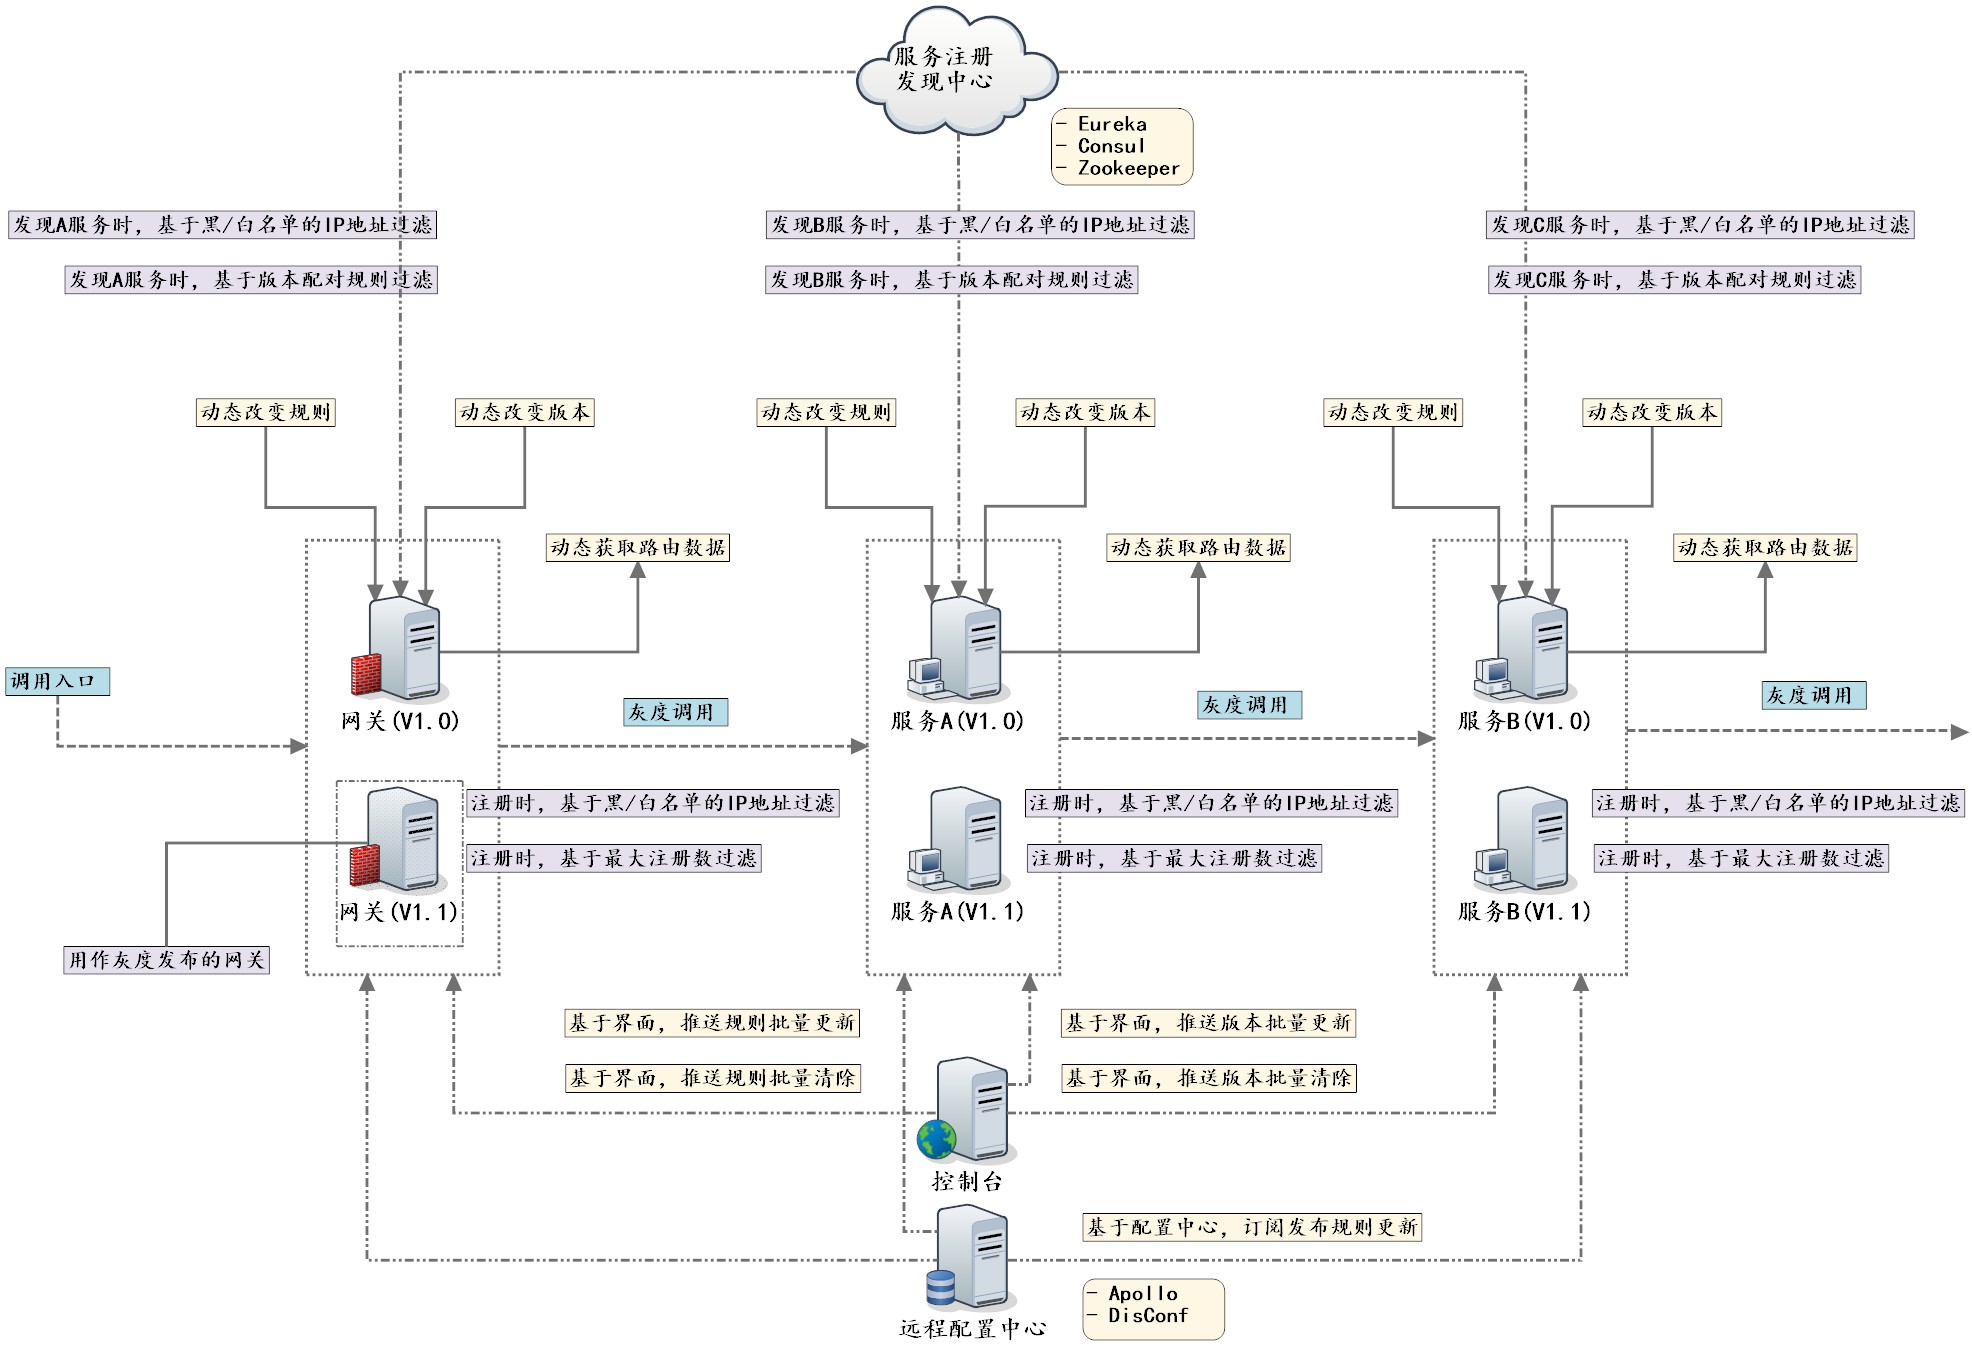 服务注册
发现中心
- Eureka
- Consul
- Zookeeper
发现A服务时，基于黑/白名单的IP地址过滤
发现B服务时，基于黑/白名单的IP地址过滤
发现C服务时，基于黑/白名单的IP地址过滤
发现A服务时，基于版本配对规则过滤
发现B服务时，基于版本配对规则过滤
发现C服务时，基于版本配对规则过滤
动态改变规则
动态改变版本
动态改变规则
动态改变版本
动态改变规则
动态改变版本
动态获取路由数据
动态获取路由数据
动态获取路由数据
调用入口
灰度调用
灰度调用
灰度调用
网关(V1.0)
服务A(V1.0)
服务B(V1.0)
注册时，基于黑/白名单的IP地址过滤
注册时，基于黑/白名单的IP地址过滤
注册时，基于黑/白名单的IP地址过滤
注册时，基于最大注册数过滤
注册时，基于最大注册数过滤
注册时，基于最大注册数过滤
网关(V1.1)
服务A(V1.1)
服务B(V1.1)
用作灰度发布的网关
基于界面，推送规则批量更新
基于界面，推送版本批量更新
基于界面，推送规则批量清除
基于界面，推送版本批量清除
控制台
基于配置中心，订阅发布规则更新
- Apollo
- DisConf
远程配置中心